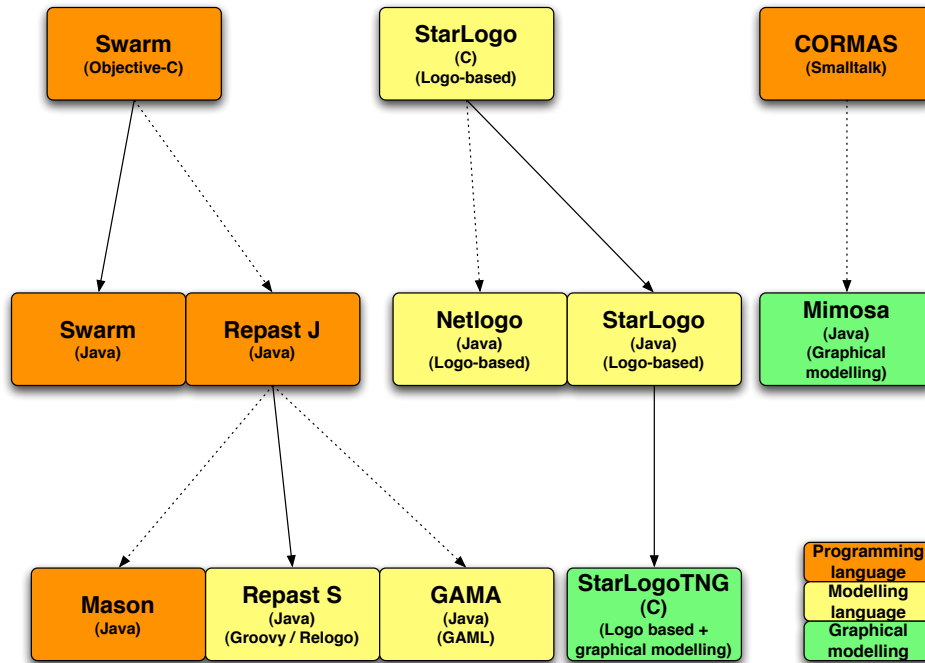 Swarm
(Objective-C)
StarLogo
(C)
(Logo-based)
CORMAS
(Smalltalk)
Swarm
(Java)
Repast J
(Java)
Netlogo
(Java)
(Logo-based)
StarLogo
(Java)
(Logo-based)
Mimosa
(Java)
(Graphical
modelling)
Mason
(Java)
Repast S
(Java)
(Groovy / Relogo)
GAMA
(Java)
(GAML)
StarLogoTNG
(C)
(Logo based +
graphical modelling)
Programming
language
Modelling
language
Graphical
modelling